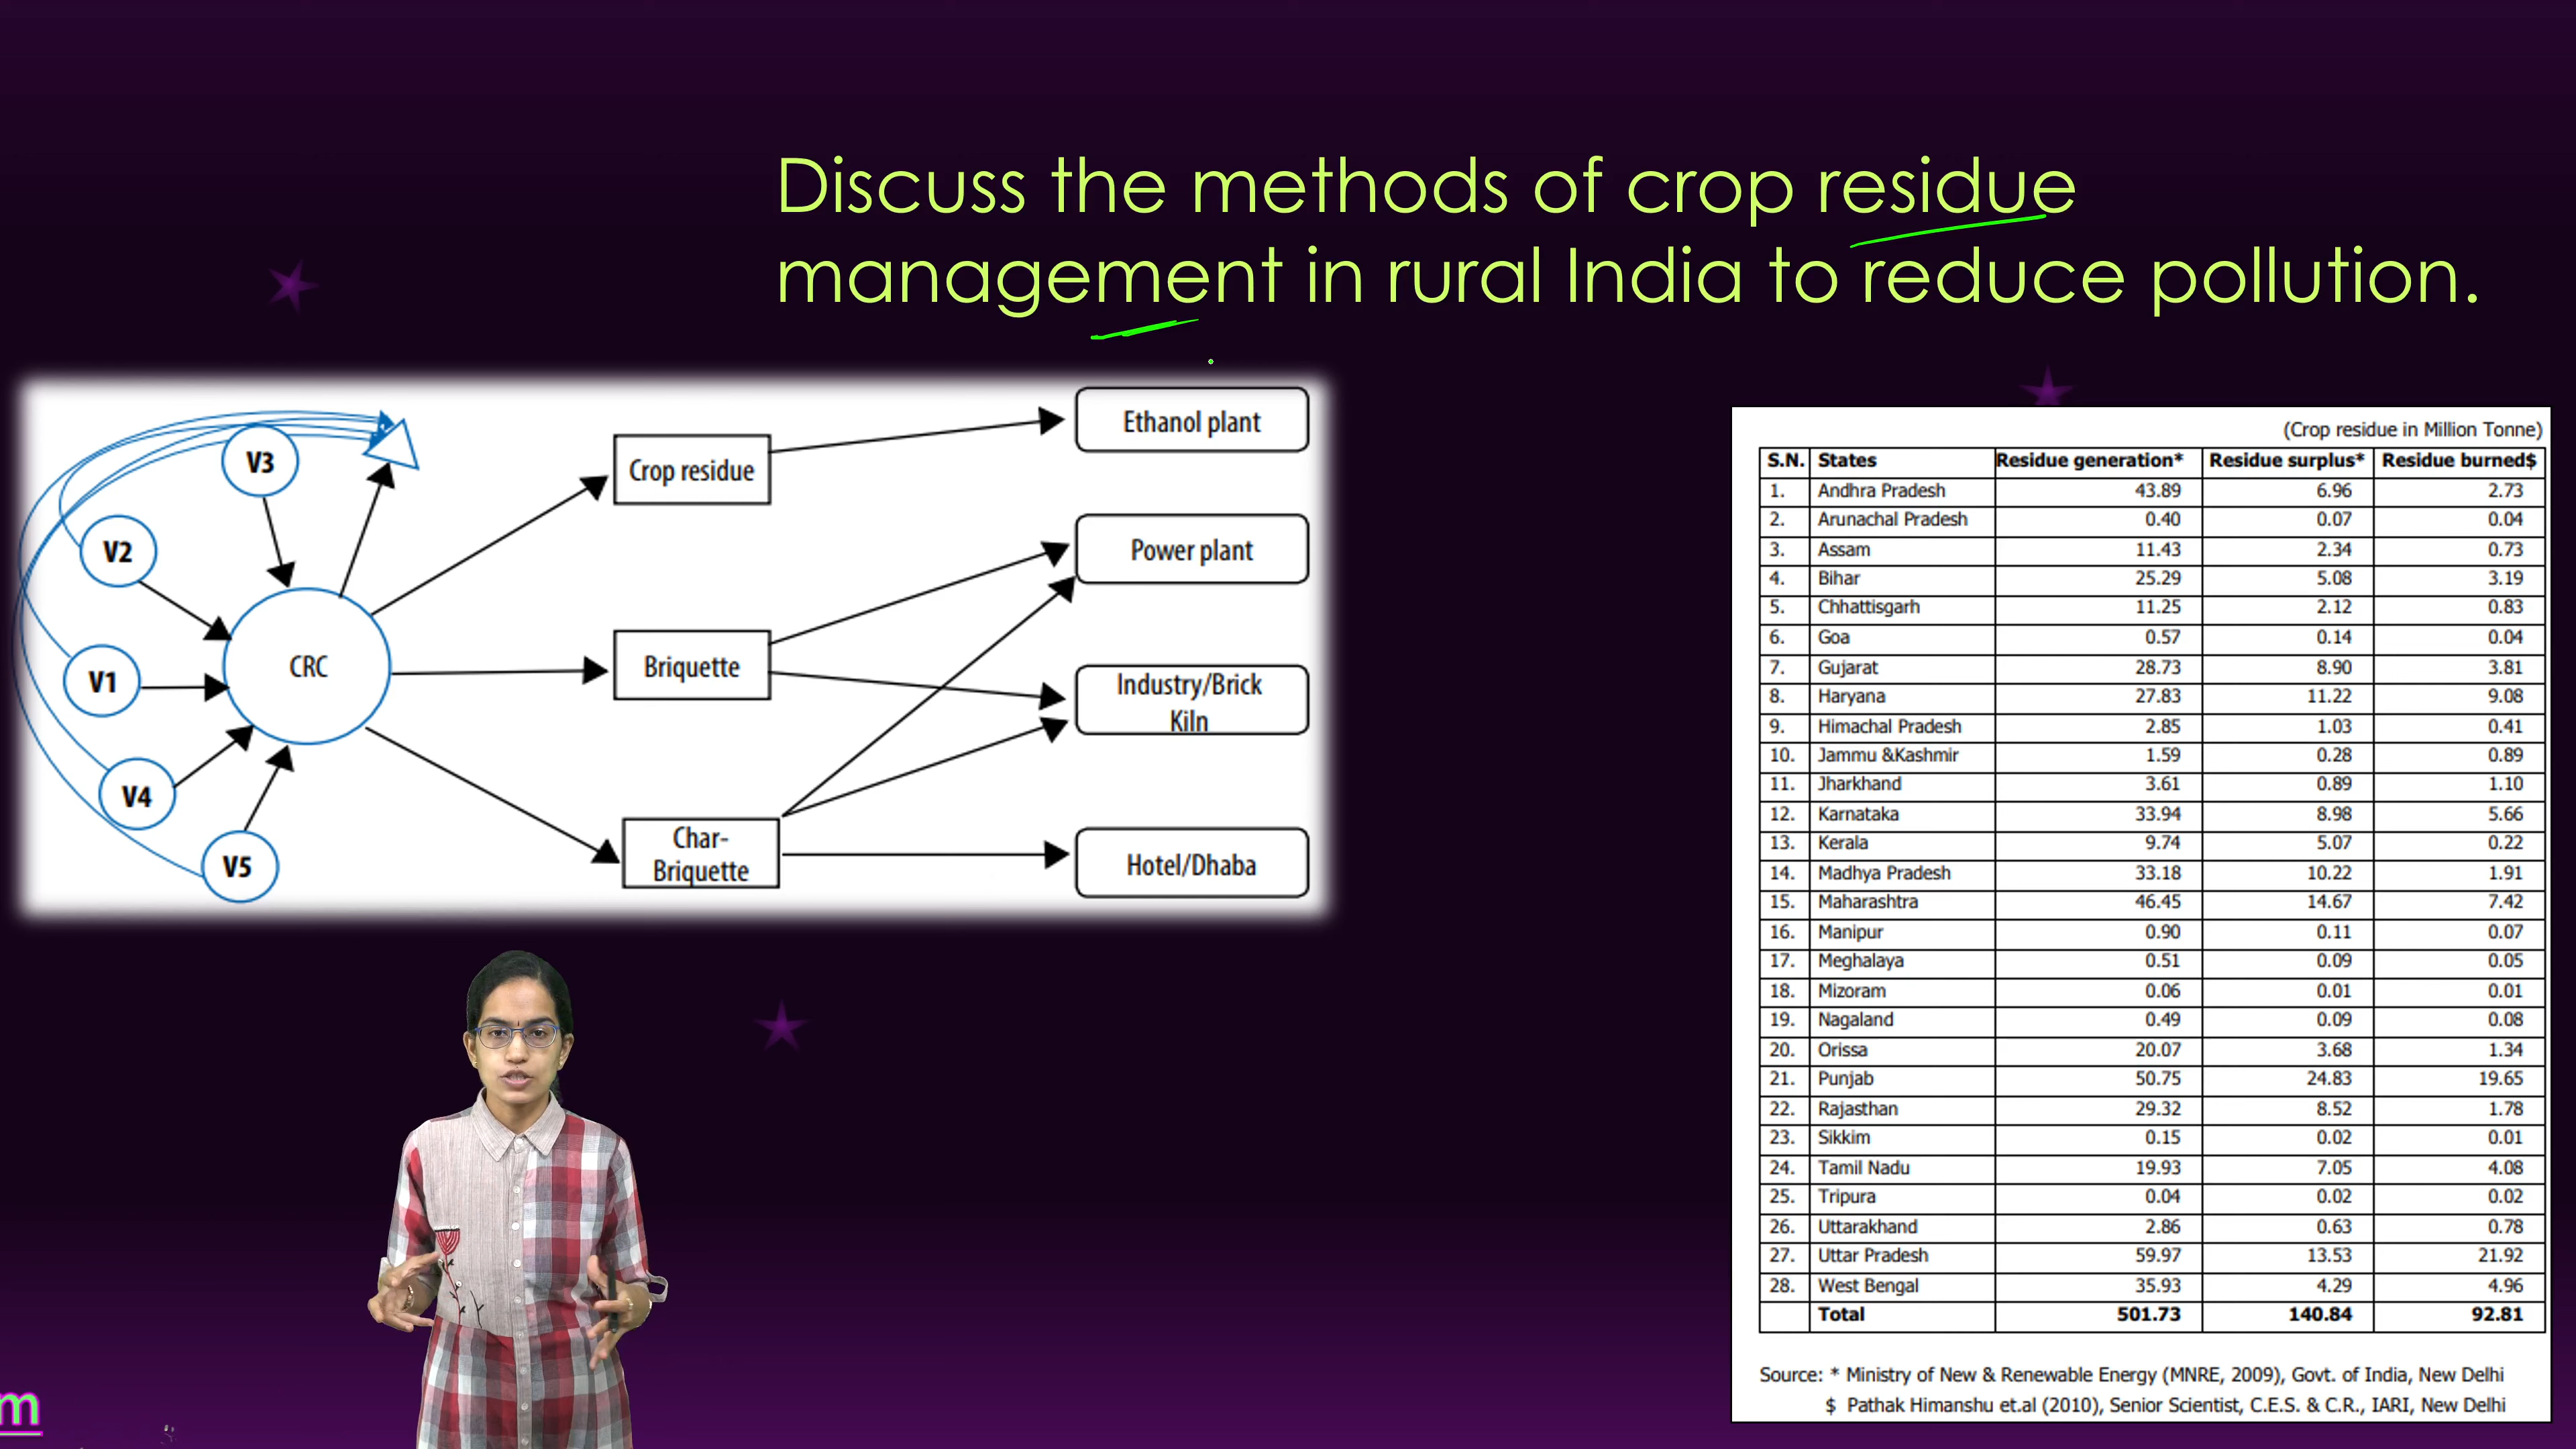 Discuss the methods of crop residue
management in rural India to reduce pollution.
V3
V2
V1
V4
V5
CRC
Crop residue
Briquette
Char-
Briquette
Ethanol plant
Power plant
Industry/Brick
Kiln
Hotel/Dhaba
(Crop residue in Million Tonne)
S.N. States Residue generation* Residue surplus* Residue burned$
1. Andhra Pradesh 43.89 6.96 2.73
2. Arunachal Pradesh 0.40 0.07 0.04
3. Assam 11.43 2.34 0.73
4. Bihar 25.29 5.08 3.19
5. Chhattisgarh 11.25 2.12 0.83
6. Goa 0.57 0.14 0.04
7. Gujarat 28.73 8.90 3.81
8. Haryana 27.83 11.22 9.08
9. Himachal Pradesh 2.85 1.03 0.41
10. Jammu &Kashmir 1.59 0.28 0.89
11. Jharkhand 3.61 0.89 1.10
12. Karnataka 33.94 8.98 5.66
13. Kerala 9.74 5.07 0.22
14. Madhya Pradesh 33.18 10.22 1.91
15. Maharashtra 46.45 14.67 7.42
16. Manipur 0.90 0.11 0.07
17. Meghalaya 0.51 0.09 0.05
18. Mizoram 0.06 0.01 0.01
19. Nagaland 0.49 0.09 0.08
20. Orissa 20.07 3.68 1.34
21. Punjab 50.75 24.83 19.65
22. Rajasthan 29.32 8.52 1.78
23. Sikkim 0.15 0.02 0.01
24. Tamil Nadu 19.93 7.05 4.08
25. Tripura 0.04 0.02 0.02
26. Uttarakhand 2.86 0.63 0.78
27. Uttar Pradesh 59.97 13.53 21.92
28. West Bengal 35.93 4.29 4.96
Total 501.73 140.84 92.81
Source: * Ministry of New & Renewable Energy (MNRE, 2009), Govt. of India, New Delhi
$ Pathak Himanshu et.al (2010), Senior Scientist, C.E.S. & C.R., IARI, New Delhi
m